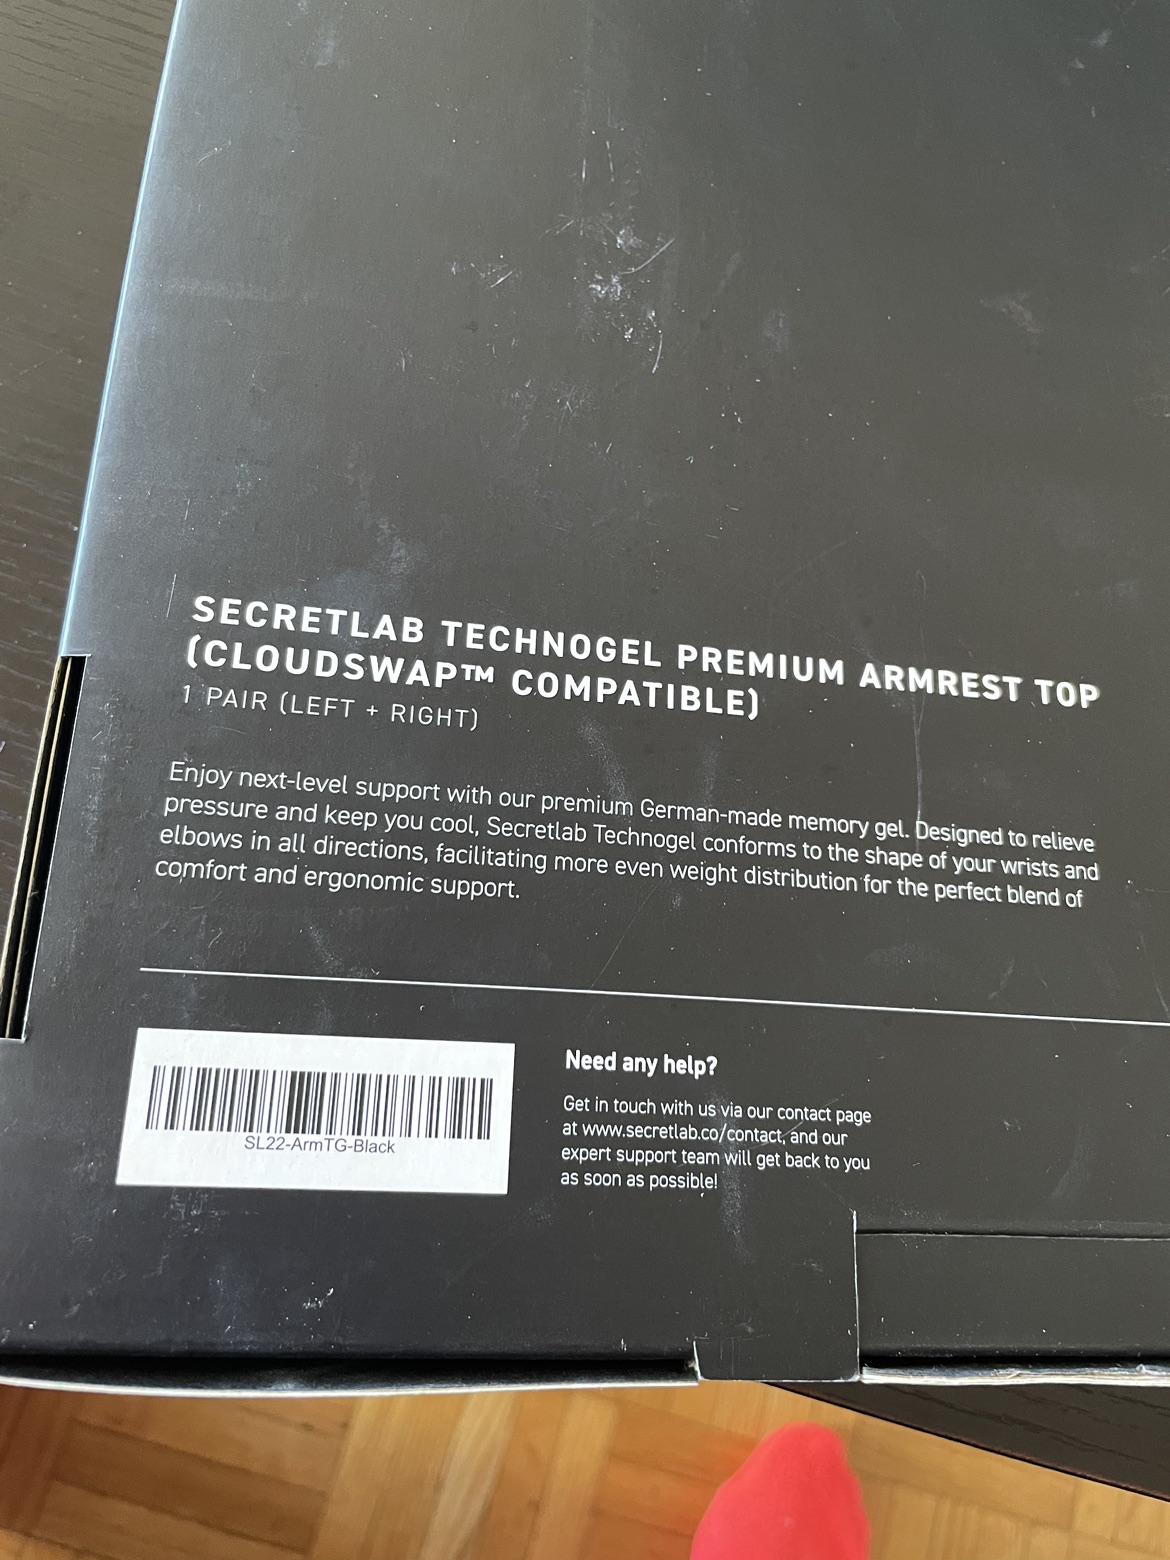 SECRETLAB TECHNOGEL PREMIUM ARMREST TOP
(CLOUDSWAP™ COMPATIBLE)
1 PAIR (LEFT + RIGHT)
Enjoy next-level support with our premium German-made memory gel. Designed to relieve
pressure and keep you cool, Secretlab Technogel conforms to the shape of your wrists and
elbows in all directions, facilitating more even weight distribution for the perfect blend of
comfort and ergonomic support.
SL22-ArmTG-Black
Need any help?
Get in touch with us via our contact page
at www.secretlab.co/contact, and our
expert support team will get back to you
as soon as possible!